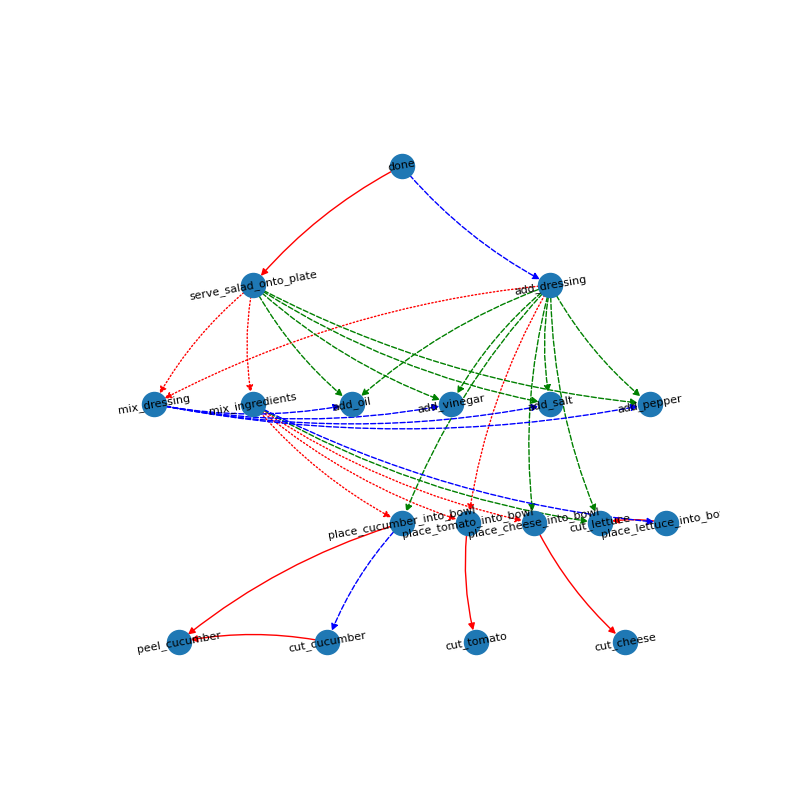 done
serve_salad_onto_plate
add_dressing
mix_dressing
mix_ingredients
add_oil
add_vinegar
add_salt
add_pepper
place_cucumber_into_bowl
place_tomato_into_bowl
place_cheese_into_bowl
cut_lettuce
place_lettuce_into_bo
peel_cucumber
cut_cucumber
cut_tomato
cut_cheese